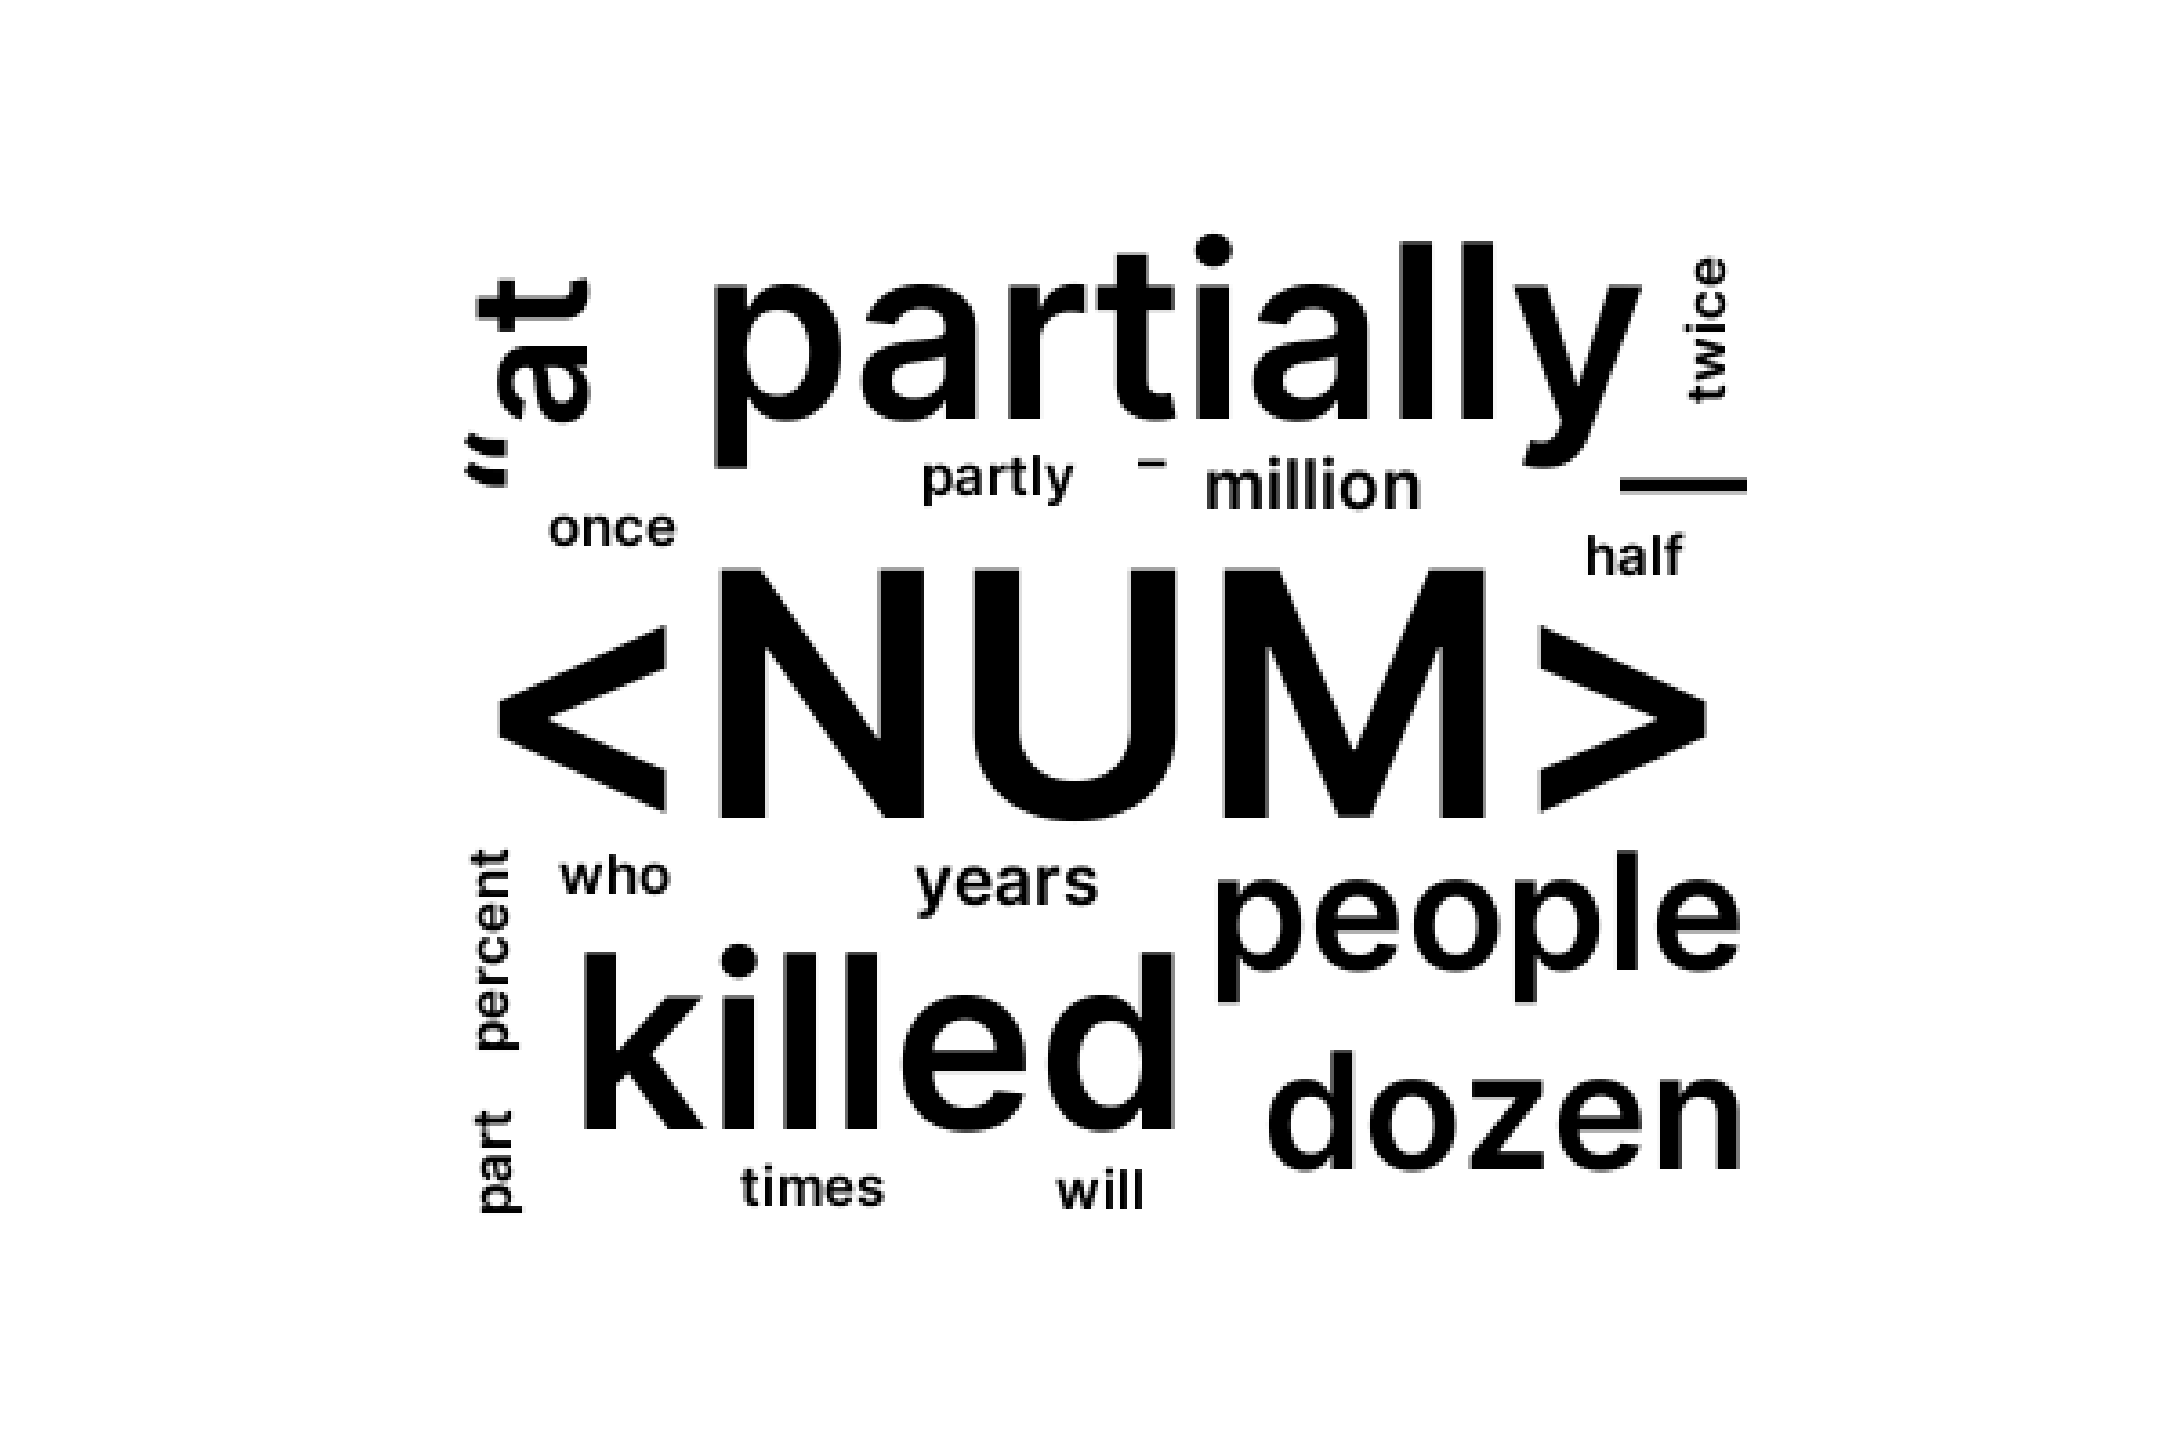 “at
partially
twice
partly
–
million
—
once
half
<NUM>
who
years
people
percent
killed
dozen
part
times
will